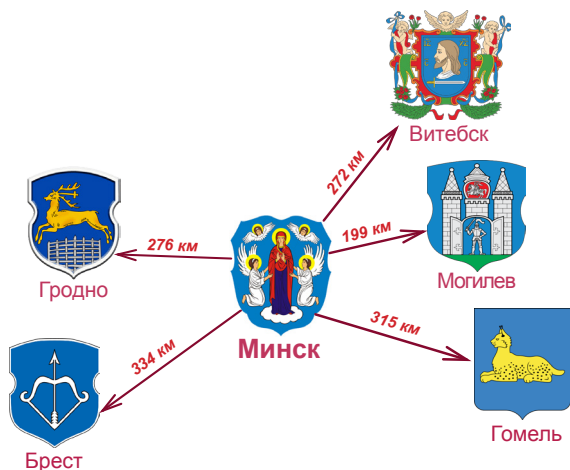 Витебск
272 км
199 км
Могилев
276 км
Гродно
Минск
315 км
334 км
Гомель
Брест